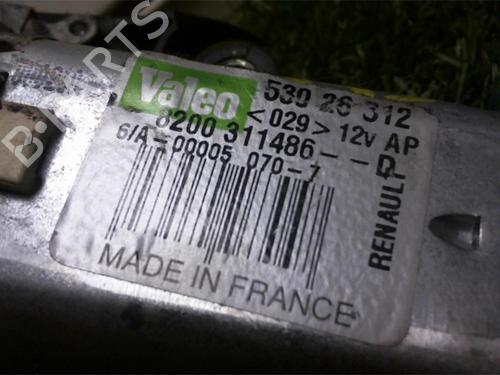 Valeo 530 26 312
<029> 12V AP
8200 311486--D
6/A-00005 070-7
RENAULT
MADE IN FRANCE
B-PARTS